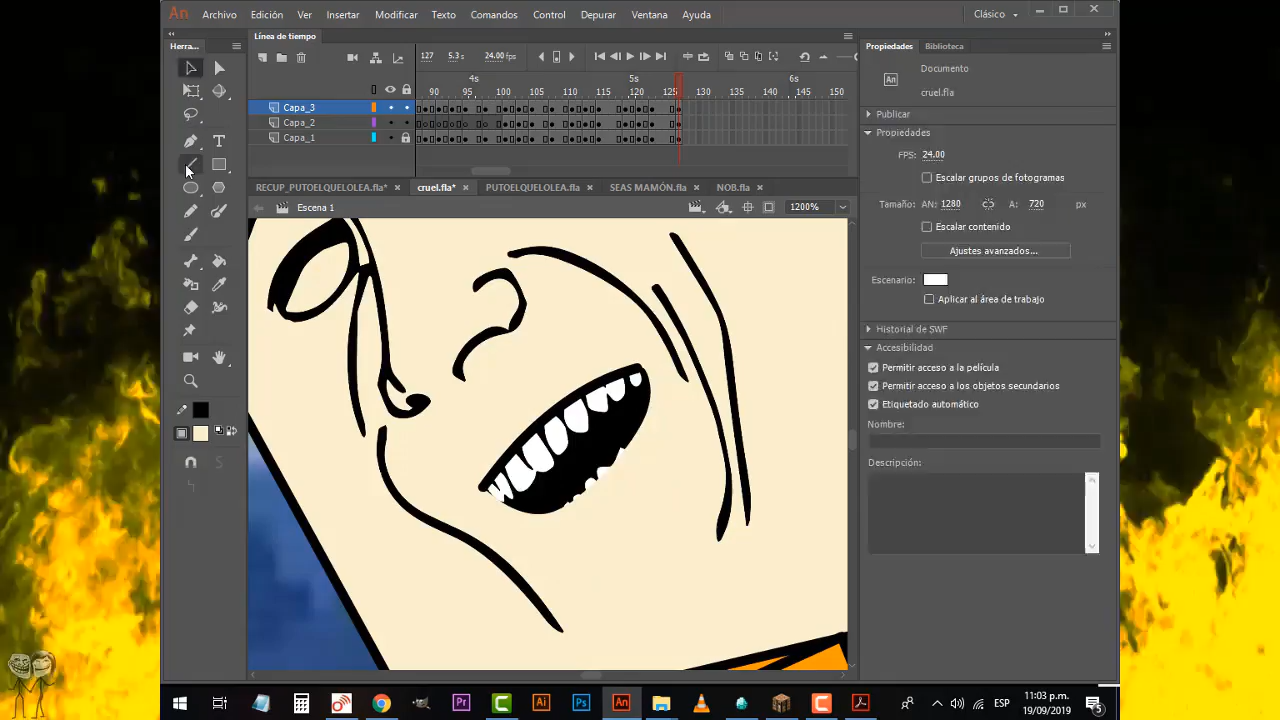 An Archivo Edición Ver Insertar Modificar Texto Comandos Control Depurar Ventana Ayuda Clásico
Herra... Línea de tiempo Propiedades Biblioteca
127 5.3 s 24.00 fps
Documento
cruel.fla
4s 5s 6s
90 95 100 105 110 115 120 125 130 135 140 145 150
Capa_3
Capa_2
Capa_1
Publicar
Propiedades
FPS: 24.00
Escalar grupos de fotogramas
RECUP_PUTOELQUELOLEA.fla* cruel.fla* PUTOELQUELOLEA.fla SEAS MAMÓN.fla NOB.fla
Escena 1 1200%
Tamaño: AN: 1280 A: 720 px
Escalar contenido
Ajustes avanzados...
Escenario:
Aplicar al área de trabajo
Historial de SWF
Accesibilidad
Permitir acceso a la película
Permitir acceso a los objetos secundarios
Etiquetado automático
Nombre:
Descripción:
Pr Ai Ps An ESP 11:03 p.m.
19/09/2019
5